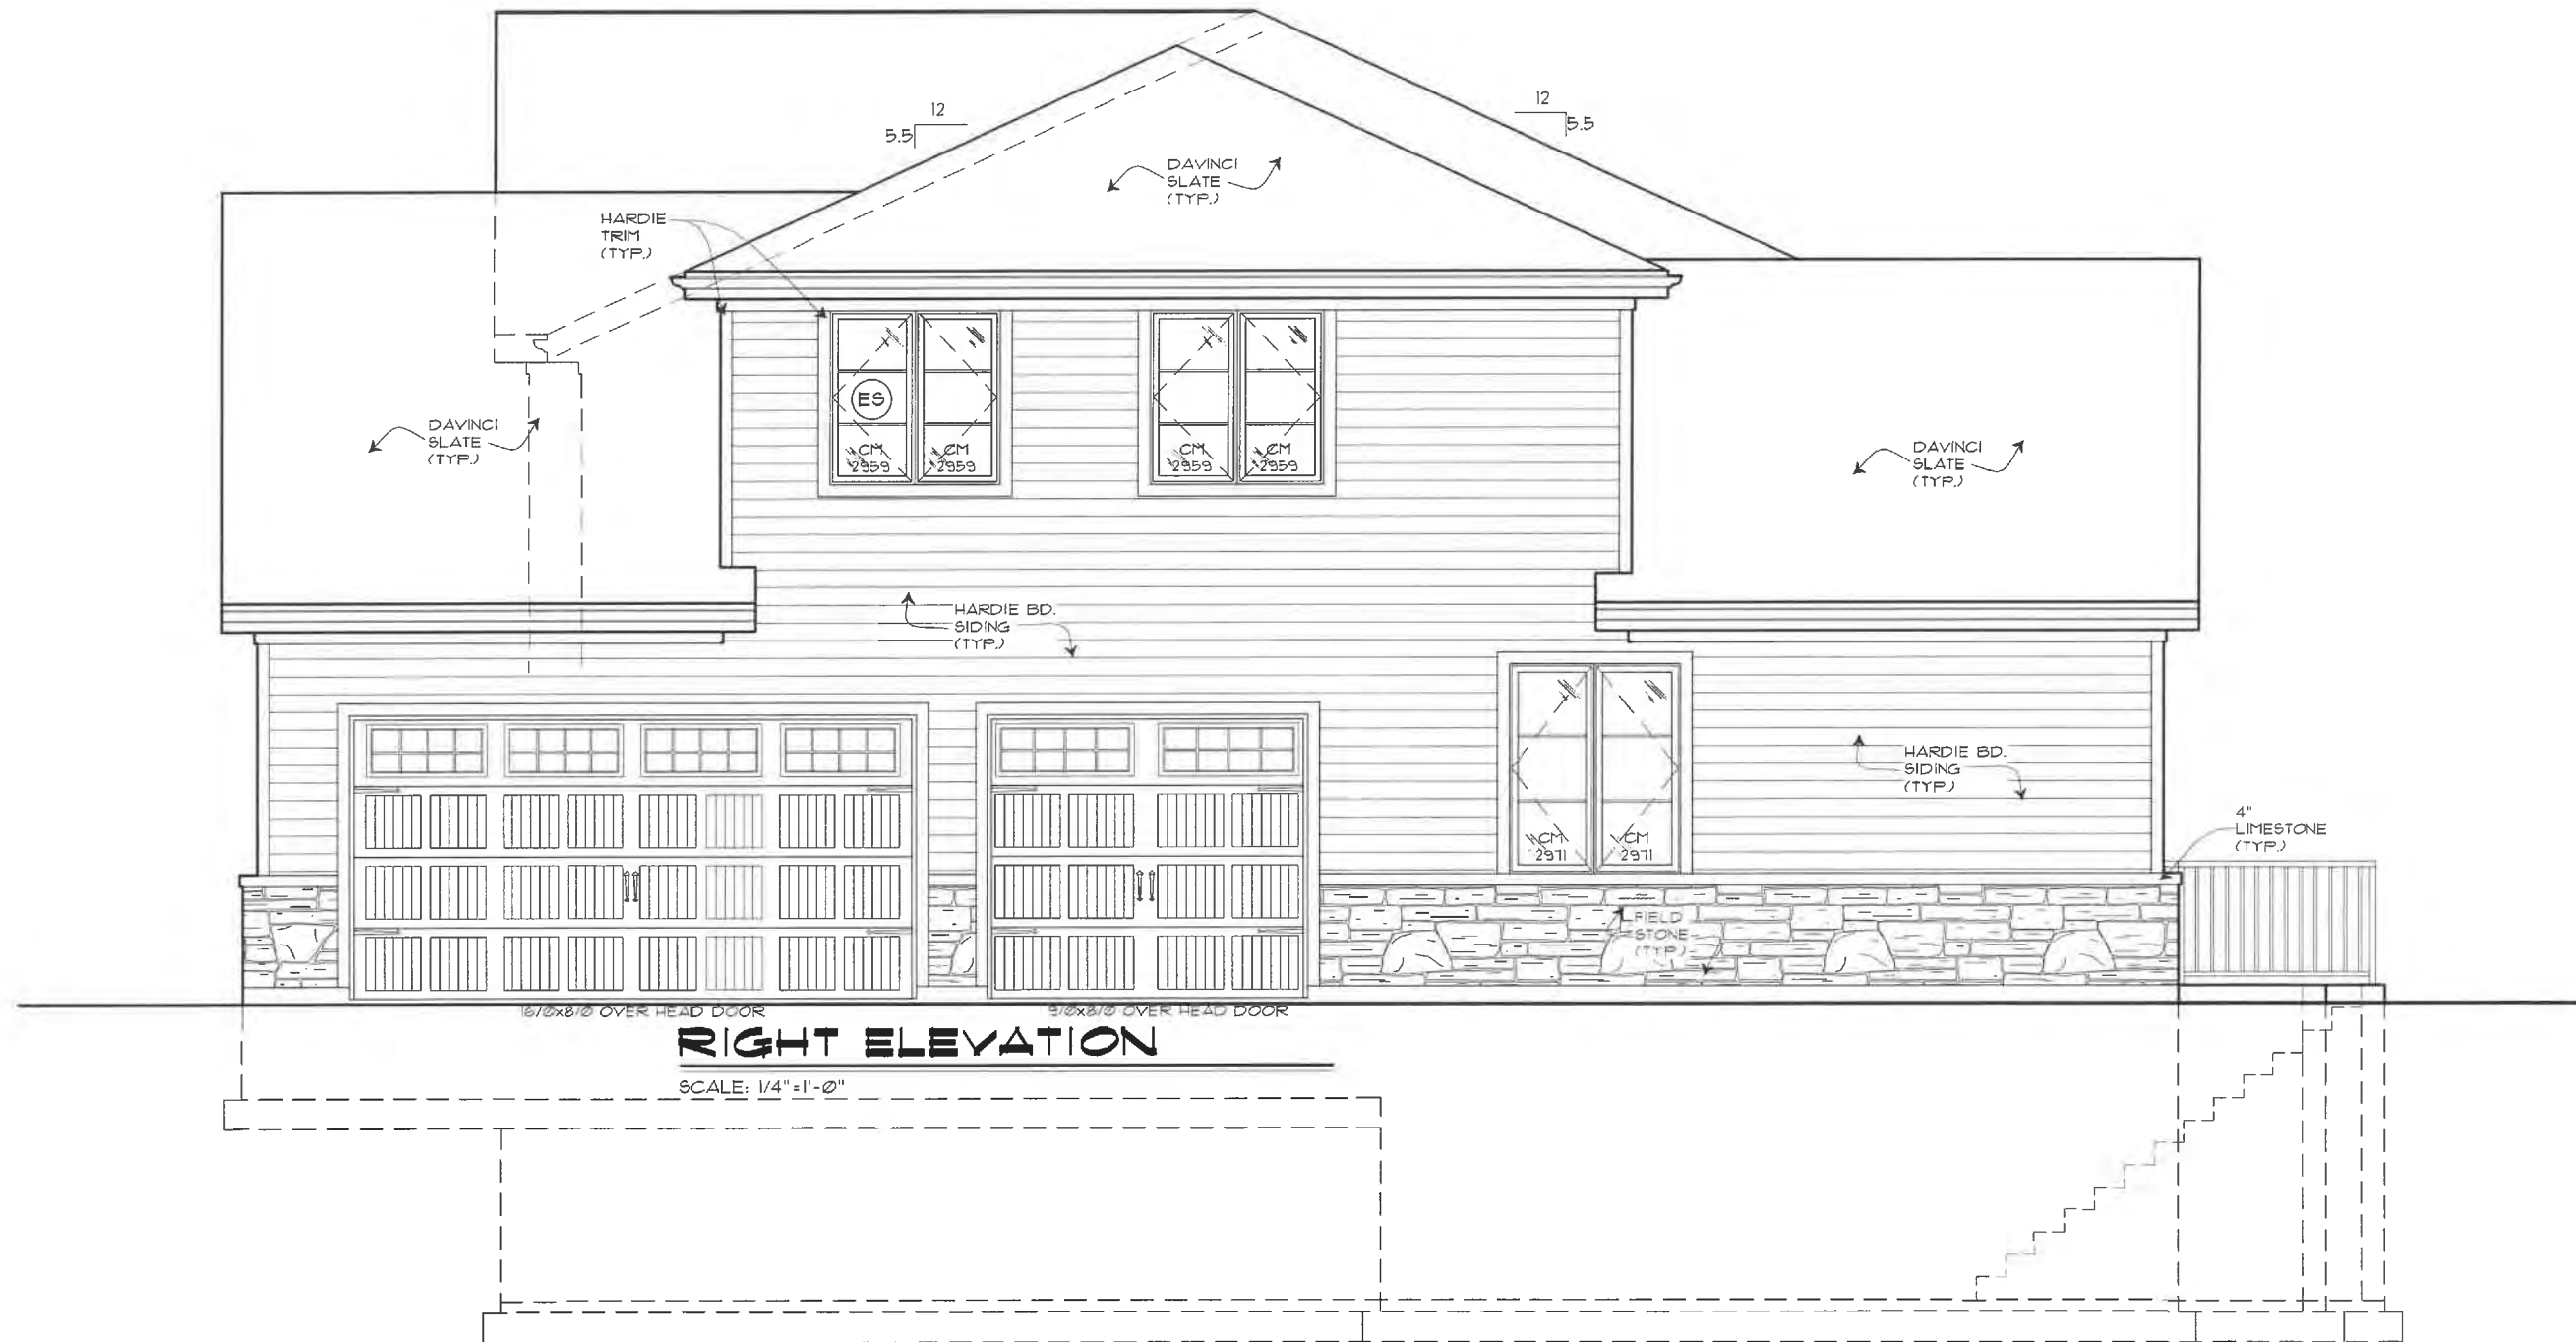 12
5.5
12
5.5
DAVINCI
SLATE
(TYP.)
HARDIE
TRIM
(TYP.)
ES
CM
2959
CM
2959
CM
2959
CM
2959
DAVINCI
SLATE
(TYP.)
DAVINCI
SLATE
(TYP.)
HARDIE BD.
SIDING
(TYP.)
HARDIE BD.
SIDING
(TYP.)
CM
2971
CM
2971
4"
LIMESTONE
(TYP.)
FIELD
STONE
(TYP.)
16/0x8/0 OVER HEAD DOOR
9/0x8/0 OVER HEAD DOOR
RIGHT ELEVATION
SCALE: 1/4"=1'-0"